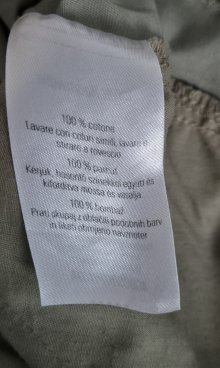 100 % cotone
Lavare con colori simili, lavare e
stirare a rovescio
100 % pamut
Kérjük, hasonló színekkel együtt és
kifordítva mossa és vasalja.
100 % bombaž
Prati skupaj z oblačili podobnih barv
in likati obrnjeno navznoter